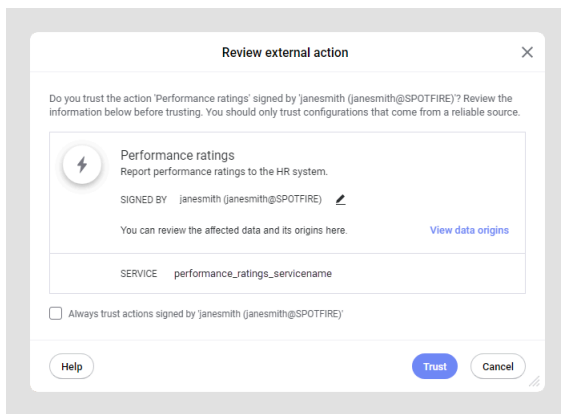 Review external action
Do you trust the action 'Performance ratings' signed by 'janesmith (janesmith@SPOTFIRE)'? Review the
information below before trusting. You should only trust configurations that come from a reliable source.
Performance ratings
Report performance ratings to the HR system.
SIGNED BY janesmith (janesmith@SPOTFIRE)
You can review the affected data and its origins here. View data origins
SERVICE performance_ratings_servicename
Always trust actions signed by 'janesmith (janesmith@SPOTFIRE)'
Help Trust Cancel